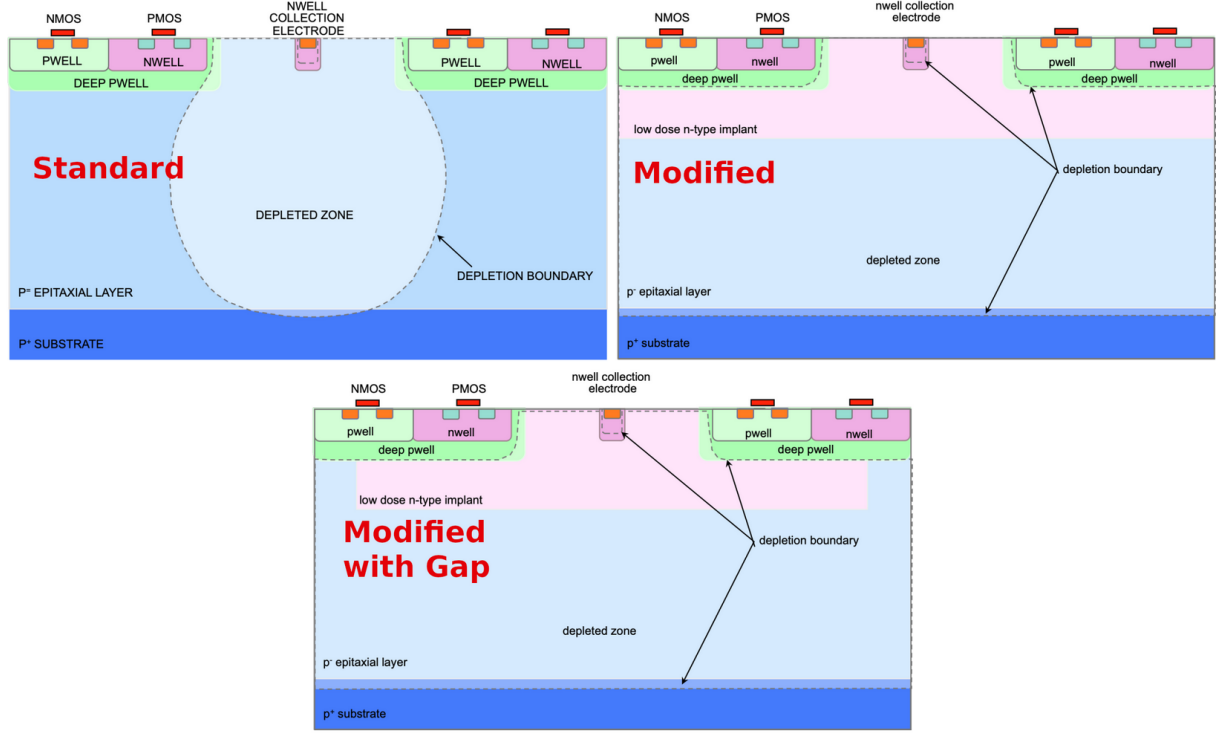 NMOS
PMOS
NWELL
COLLECTION
ELECTRODE
PWELL
NWELL
PWELL
NWELL
DEEP PWELL
DEEP PWELL
Standard
DEPLETED ZONE
DEPLETION BOUNDARY
P= EPITAXIAL LAYER
P+ SUBSTRATE
NMOS
PMOS
nwell collection
electrode
pwell
nwell
pwell
nwell
deep pwell
deep pwell
low dose n-type implant
Modified
depletion boundary
depleted zone
p- epitaxial layer
p+ substrate
NMOS
PMOS
nwell collection
electrode
pwell
nwell
pwell
nwell
deep pwell
deep pwell
low dose n-type implant
Modified
with Gap
depletion boundary
depleted zone
p- epitaxial layer
p+ substrate